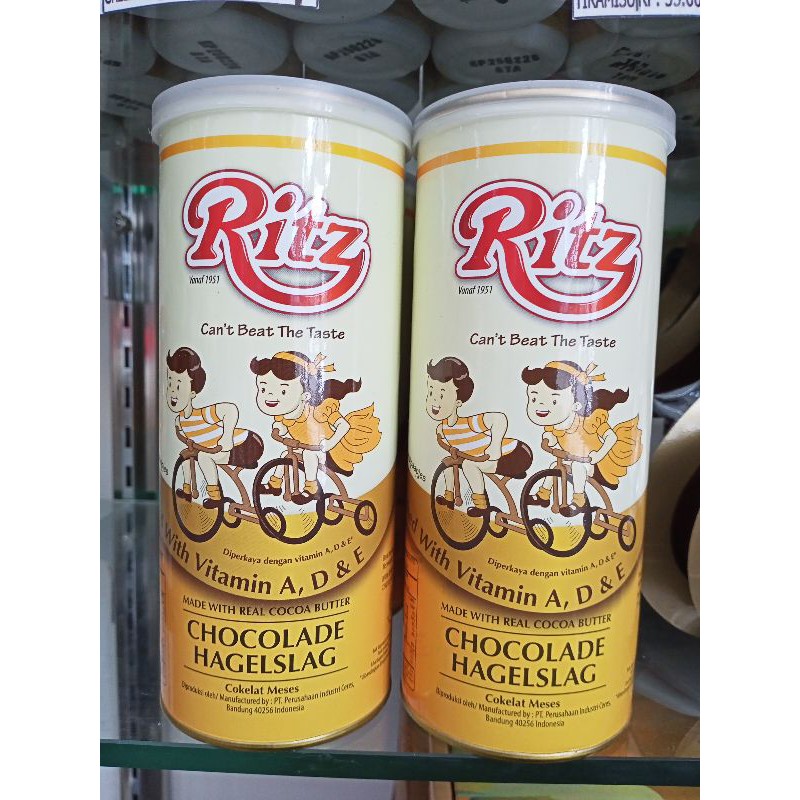 TIRAMISU
Ritz
Vanaf 1951
Can't Beat The Taste
With Vitamin A, D & E
Diperkaya dengan vitamin A, D & E*
MADE WITH REAL COCOA BUTTER
CHOCOLADE
HAGELSLAG
Cokelat Meses
Diproduksi oleh/ Manufactured by : PT. Perusahaan Industri Ceres,
Bandung 40256 Indonesia
Ritz
Vanaf 1951
Can't Beat The Taste
With Vitamin A, D & E
Diperkaya dengan vitamin A, D & E*
MADE WITH REAL COCOA BUTTER
CHOCOLADE
HAGELSLAG
Cokelat Meses
Diproduksi oleh/ Manufactured by : PT. Perusahaan Industri Ceres,
Bandung 40256 Indonesia